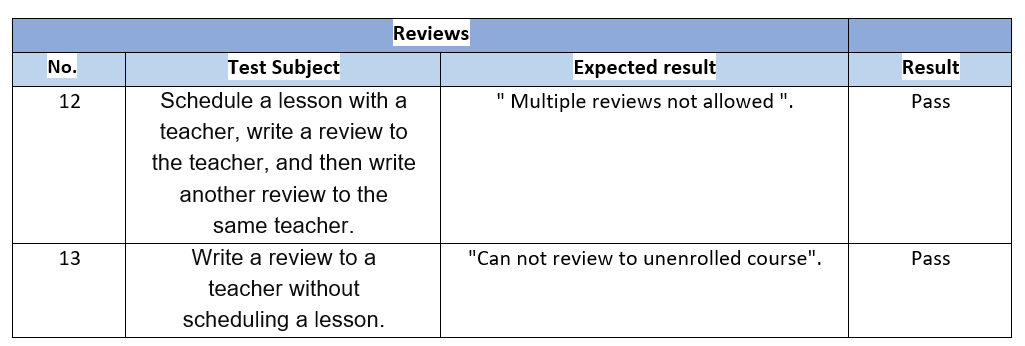 Reviews
No. Test Subject Expected result Result
12 Schedule a lesson with a " Multiple reviews not allowed ". Pass
teacher, write a review to
the teacher, and then write
another review to the
same teacher.
13 Write a review to a "Can not review to unenrolled course". Pass
teacher without
scheduling a lesson.